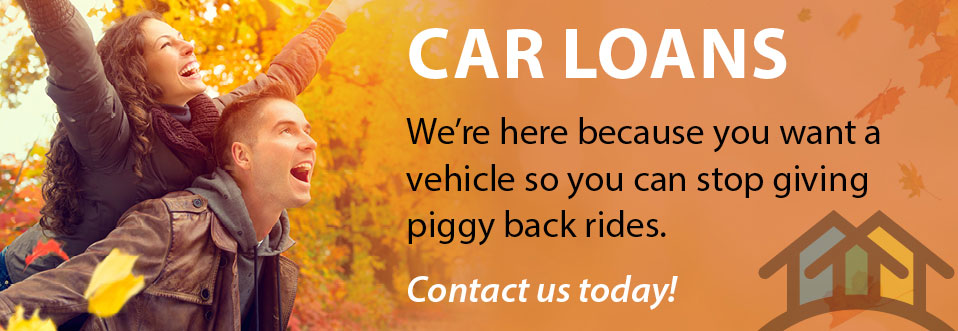 CAR LOANS
We’re here because you want a
vehicle so you can stop giving
piggy back rides.
Contact us today!